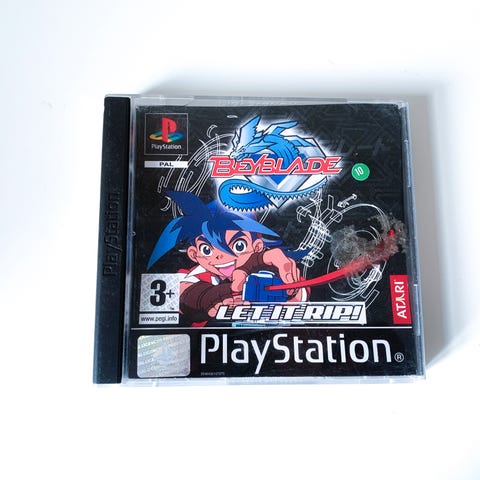 PlayStation
PlayStation
PAL
BEYBLADE
10
3+
www.pegi.info
LET IT RIP!
ATARI
PlayStation®